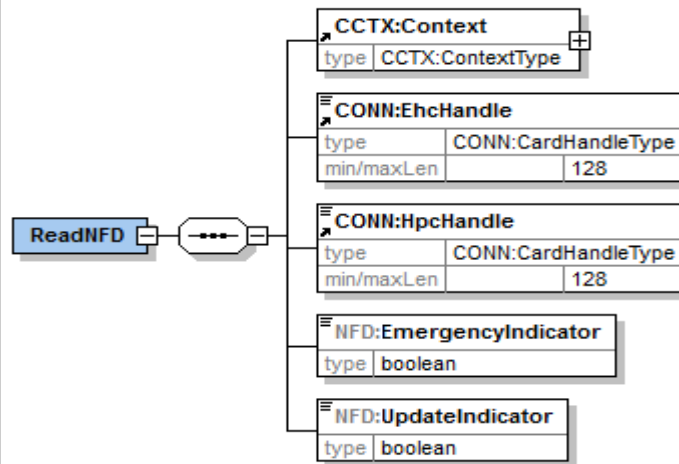 CCTX:Context
type CCTX:ContextType
CONN:EhcHandle
type CONN:CardHandleType
min/maxLen 128
ReadNFD
CONN:HpcHandle
type CONN:CardHandleType
min/maxLen 128
NFD:EmergencyIndicator
type boolean
NFD:UpdateIndicator
type boolean